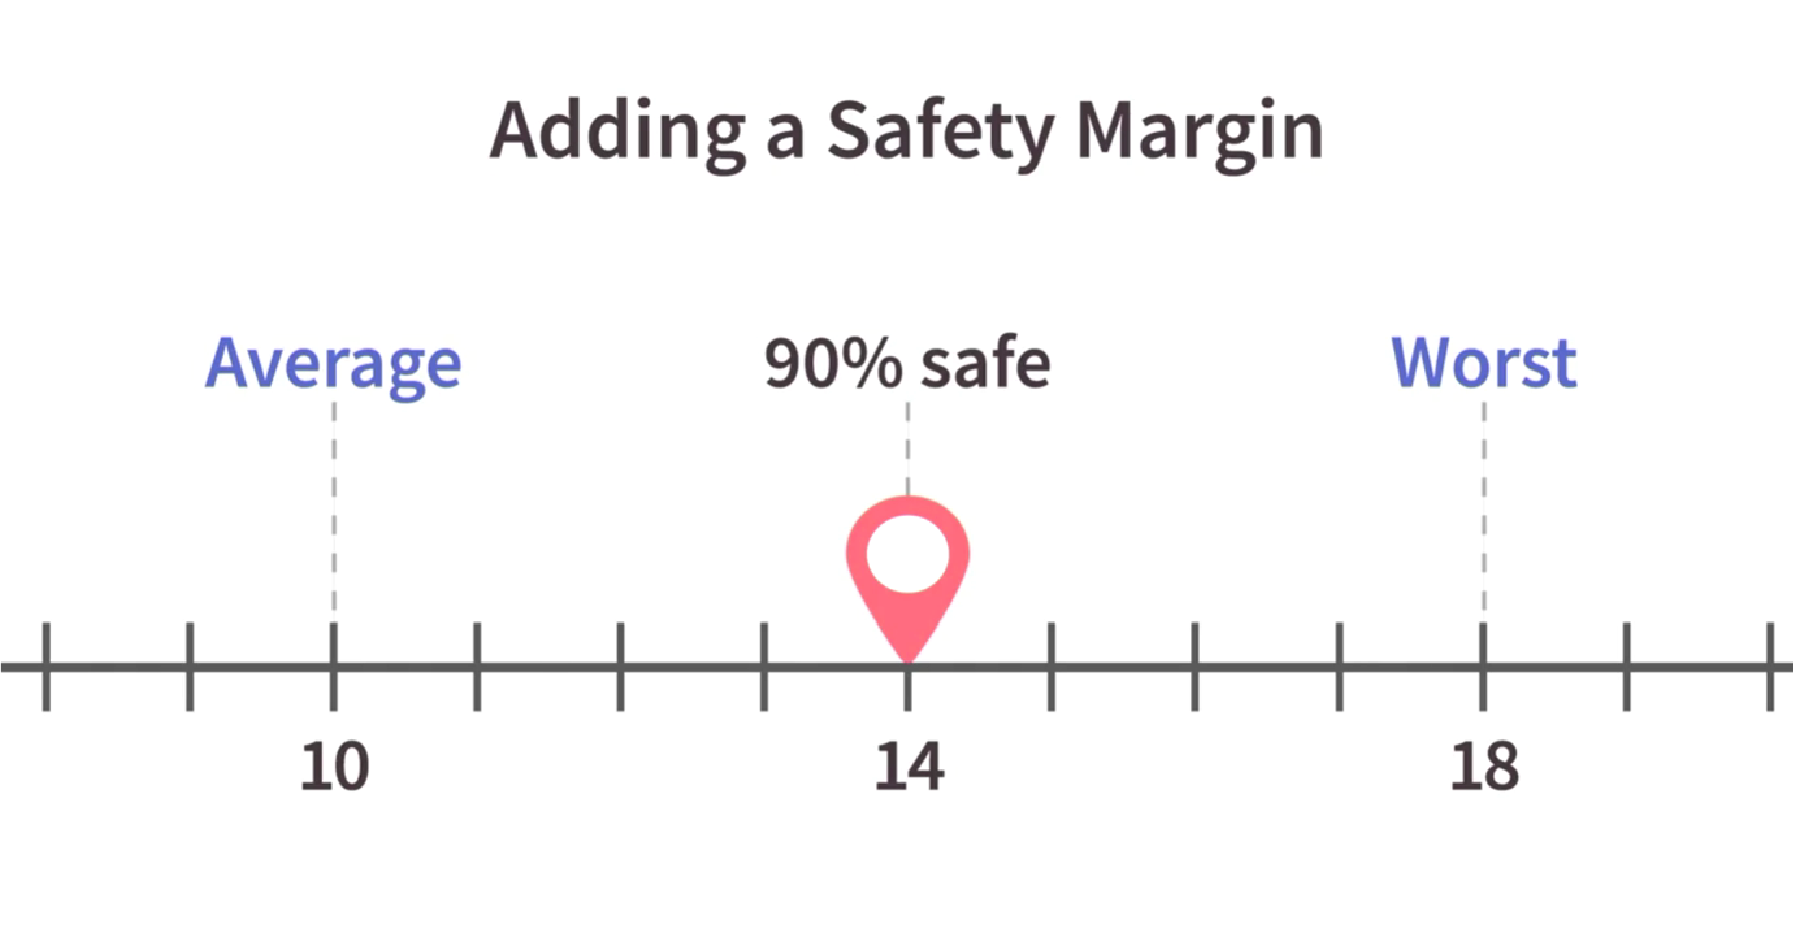 Adding a Safety Margin
Average 90% safe Worst
10 14 18